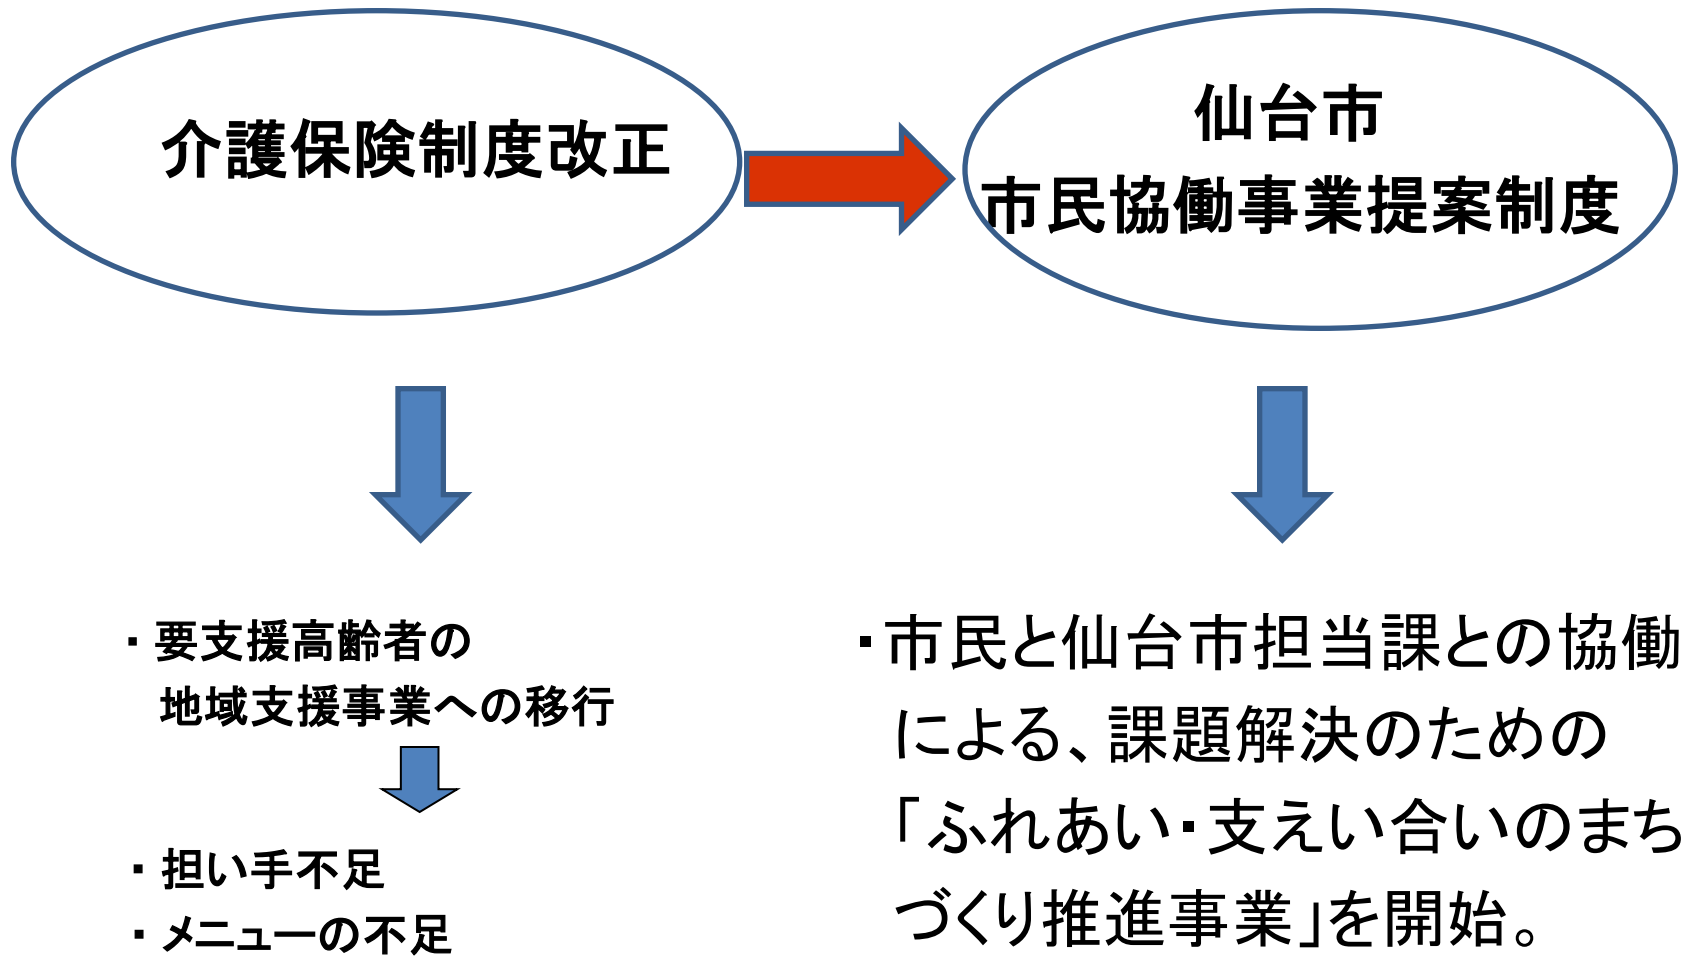 介護保険制度改正
仙台市
市民協働事業提案制度
・要支援高齢者の
地域支援事業への移行
・担い手不足
・メニューの不足
・市民と仙台市担当課との協働
による、課題解決のための
「ふれあい・支えい合いのまち
づくり推進事業」を開始。